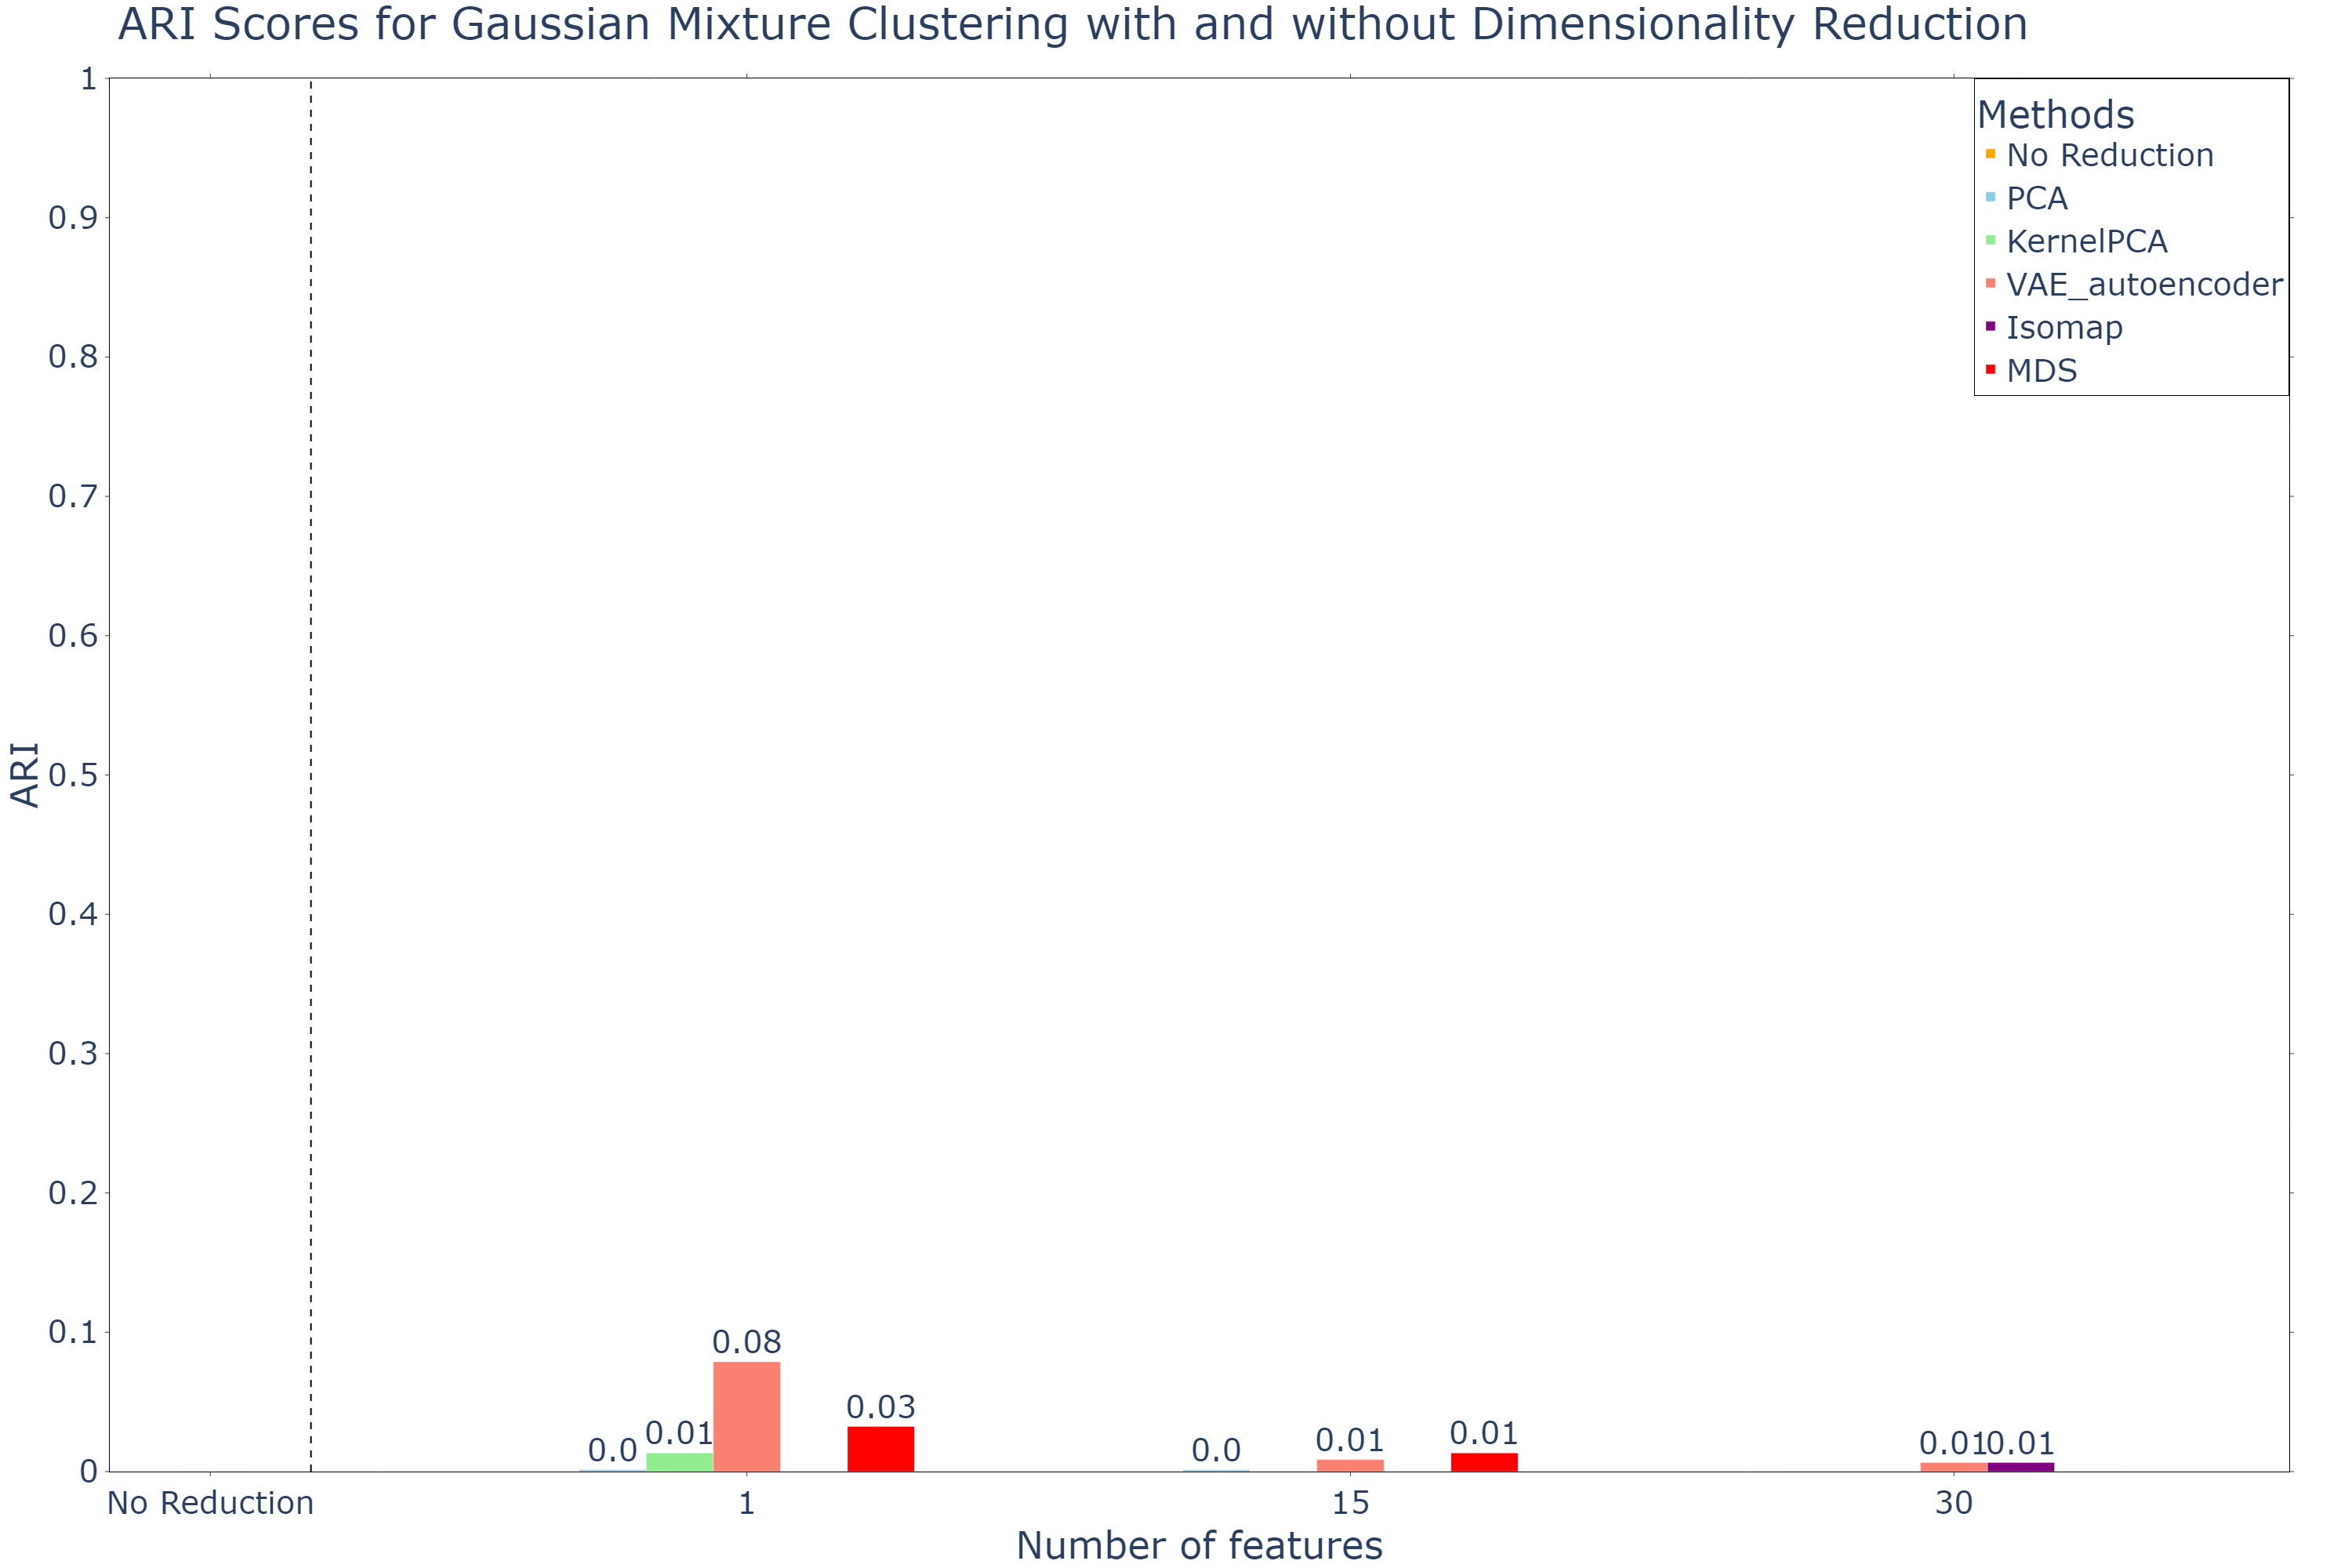 ARI Scores for Gaussian Mixture Clustering with and without Dimensionality Reduction
1
0.9
0.8
0.7
0.6
0.5
0.4
0.3
0.2
0.1
0
ARI
Methods
No Reduction
PCA
KernelPCA
VAE_autoencoder
Isomap
MDS
0.0
0.01
0.08
0.03
0.0
0.01
0.01
0.01
0.01
No Reduction
1
15
30
Number of features